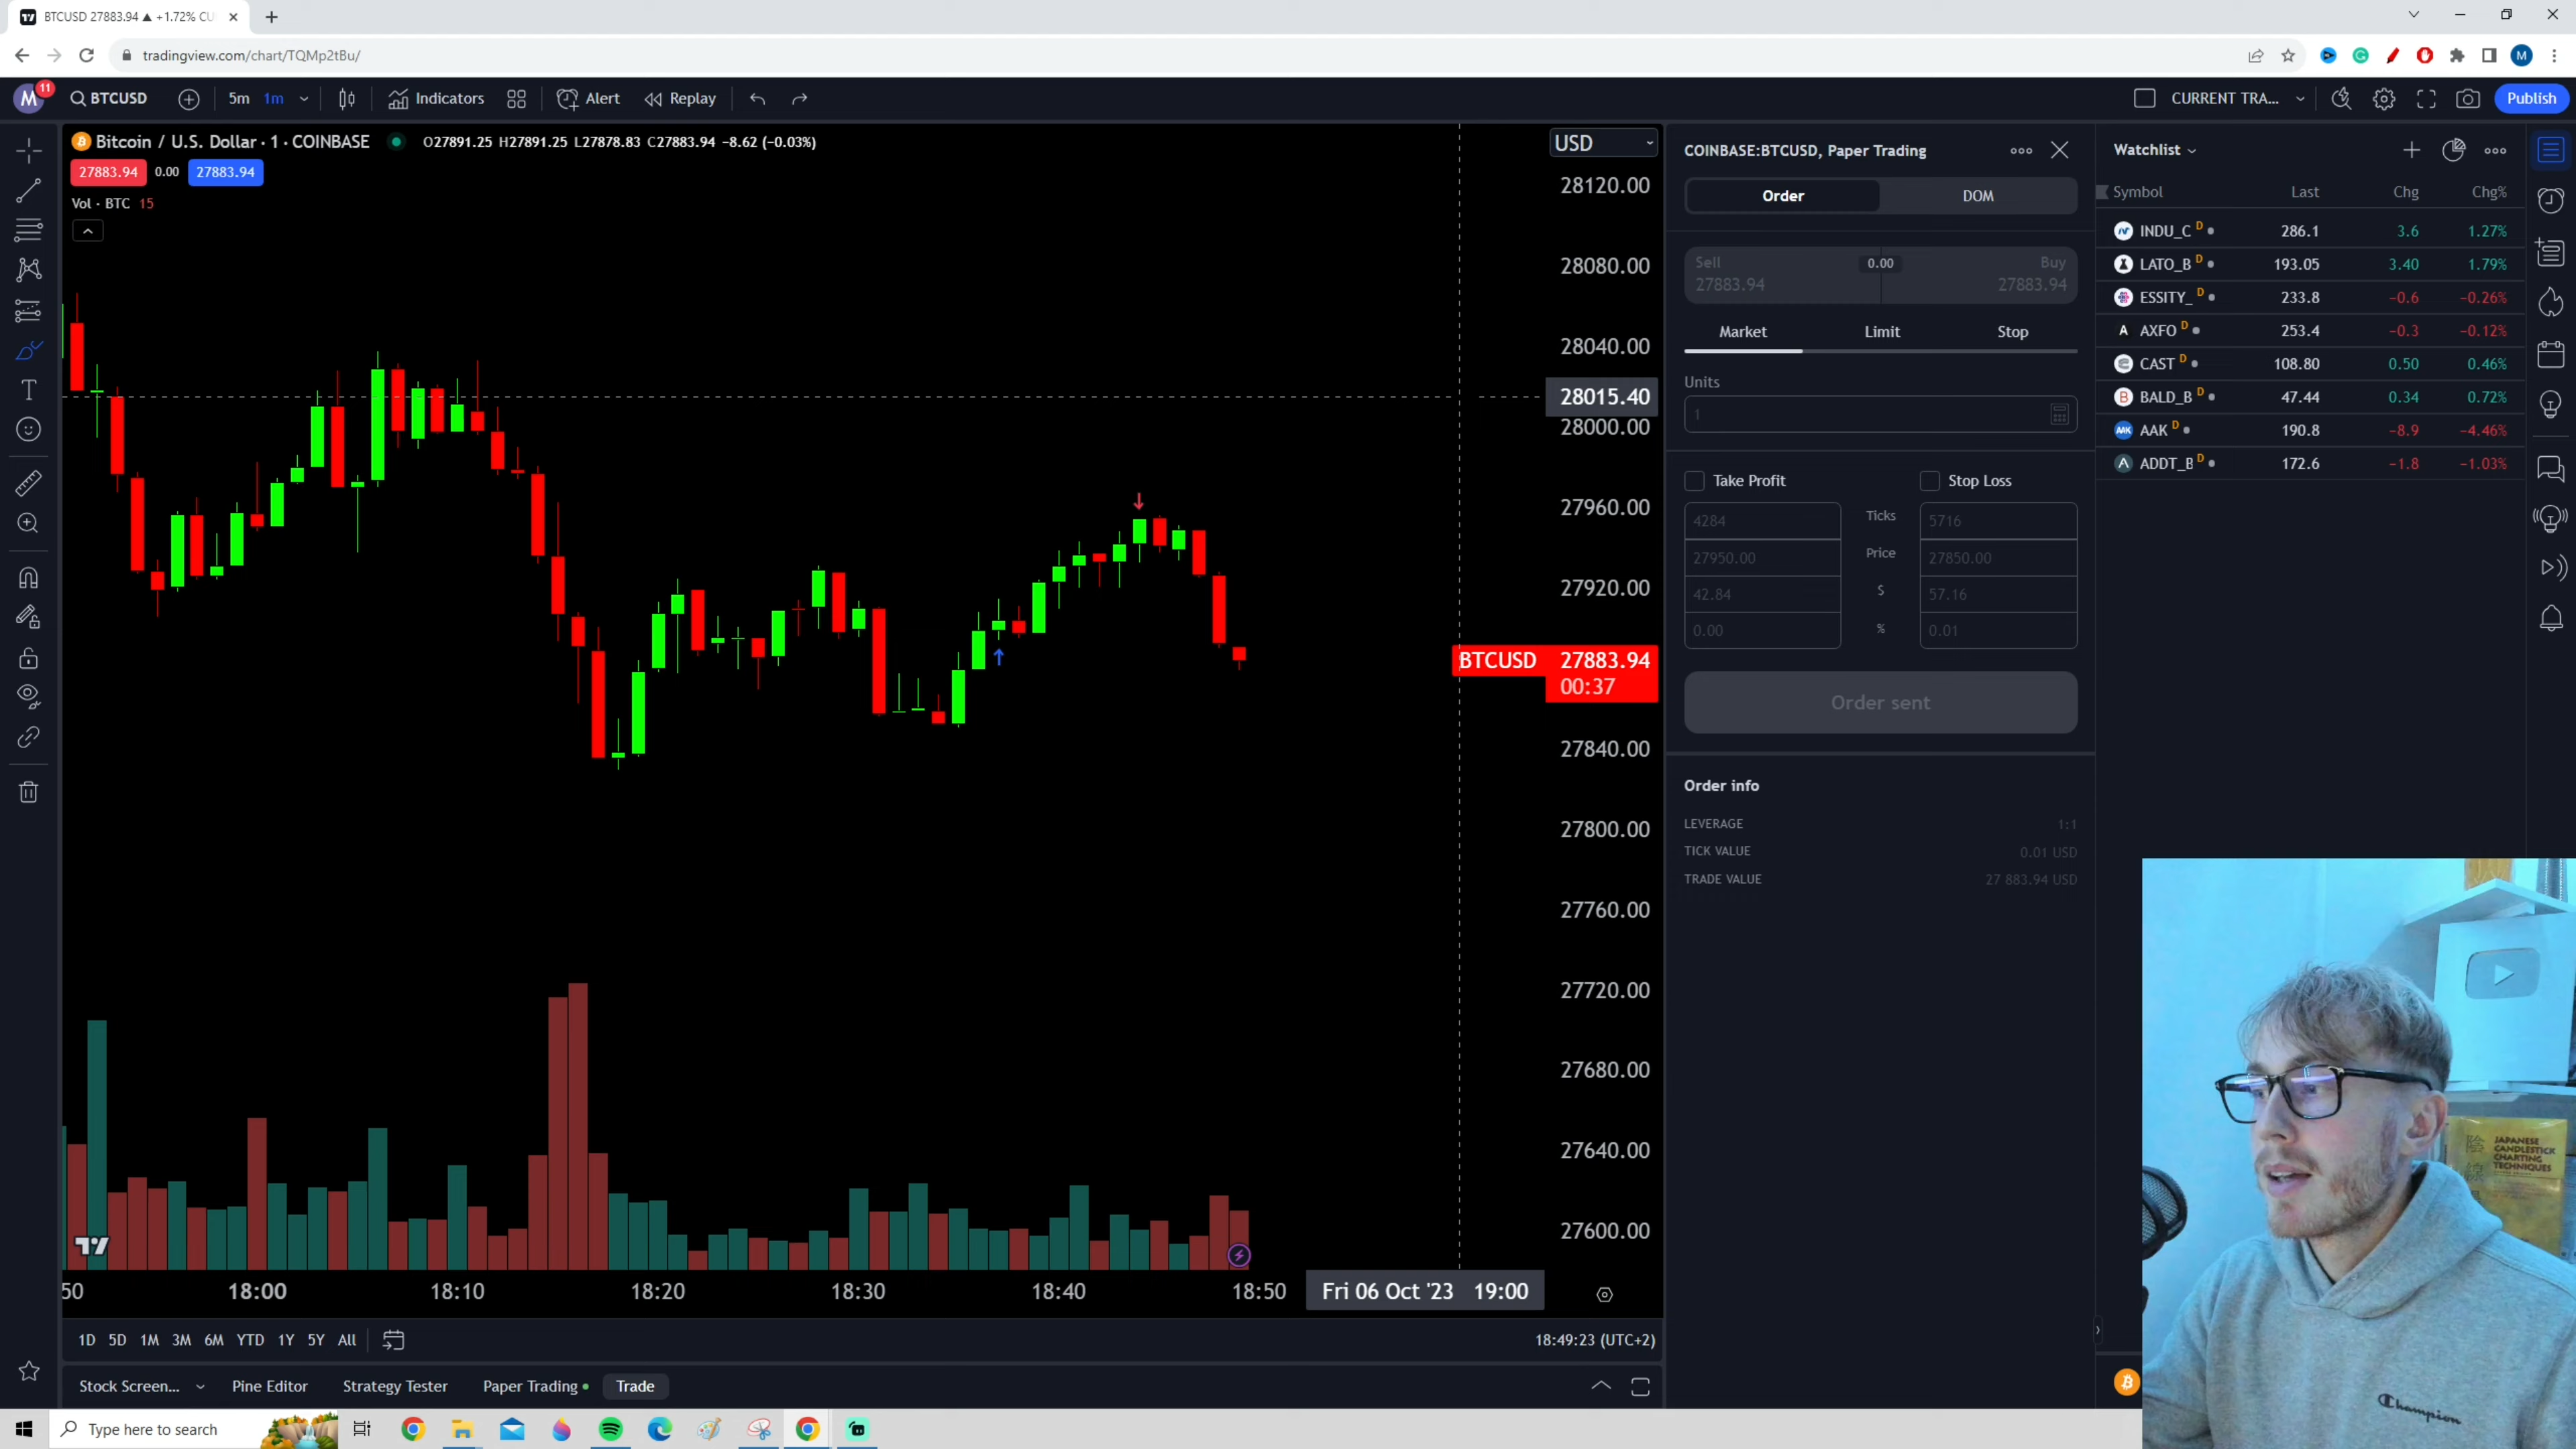 BTCUSD 27883.94 ▲ +1.72% CU
tradingview.com/chart/TQMp2tBu/
M
M 11 BTCUSD 5m 1m Indicators Alert Replay CURRENT TRA... Publish
Bitcoin / U.S. Dollar · 1 · COINBASE O27891.25 H27891.25 L27878.83 C27883.94 −8.62 (−0.03%)
27883.94 0.00 27883.94
Vol · BTC 15
USD
28120.00
28080.00
28040.00
28015.40
28000.00
27960.00
27920.00
BTCUSD 27883.94
00:37
27840.00
27800.00
27760.00
27720.00
27680.00
27640.00
27600.00
50 18:00 18:10 18:20 18:30 18:40 18:50 Fri 06 Oct '23 19:00
1D 5D 1M 3M 6M YTD 1Y 5Y All 18:49:23 (UTC+2)
Stock Screen... Pine Editor Strategy Tester Paper Trading Trade
COINBASE:BTCUSD, Paper Trading
Order DOM
Sell 0.00 Buy
27883.94 27883.94
Market Limit Stop
Units
1
Take Profit Stop Loss
4284 Ticks 5716
27950.00 Price 27850.00
42.84 $ 57.16
0.00 % 0.01
Order sent
Order info
LEVERAGE 1:1
TICK VALUE 0.01 USD
TRADE VALUE 27 883.94 USD
Watchlist
Symbol Last Chg Chg%
INDU_C D 286.1 3.6 1.27%
LATO_B D 193.05 3.40 1.79%
ESSITY_ D 233.8 −0.6 −0.26%
A AXFO D 253.4 −0.3 −0.12%
CAST D 108.80 0.50 0.46%
B BALD_B D 47.44 0.34 0.72%
AAK AAK D 190.8 −8.9 −4.46%
ADDT_B D 172.6 −1.8 −1.03%
JAPANESE
CANDLESTICK
CHARTING
TECHNIQUES
Champion
Type here to search